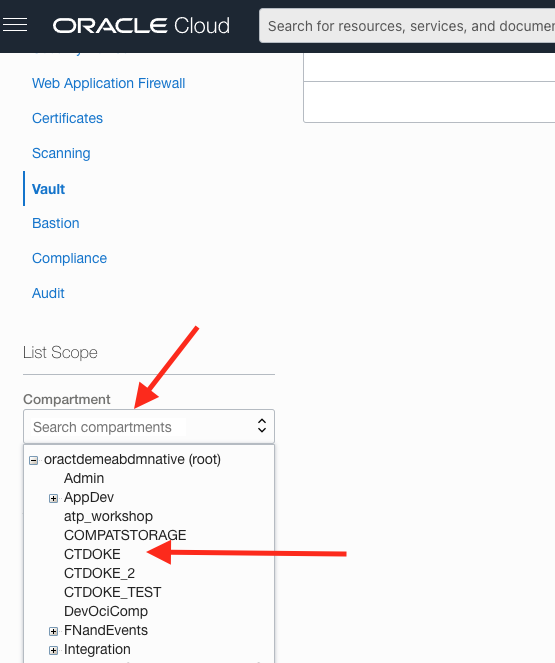 ORACLE Cloud
Search for resources, services, and documen
Web Application Firewall
Certificates
Scanning
Vault
Bastion
Compliance
Audit
List Scope
Compartment
Search compartments
oractdemeabdmnative (root)
Admin
AppDev
atp_workshop
COMPATSTORAGE
CTDOKE
CTDOKE_2
CTDOKE_TEST
DevOciComp
FNandEvents
Integration